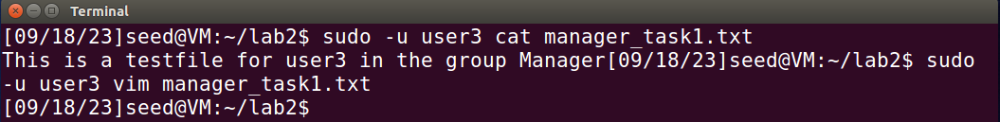 Terminal
[09/18/23]seed@VM:~/lab2$ sudo -u user3 cat manager_task1.txt
This is a testfile for user3 in the group Manager[09/18/23]seed@VM:~/lab2$ sudo
-u user3 vim manager_task1.txt
[09/18/23]seed@VM:~/lab2$